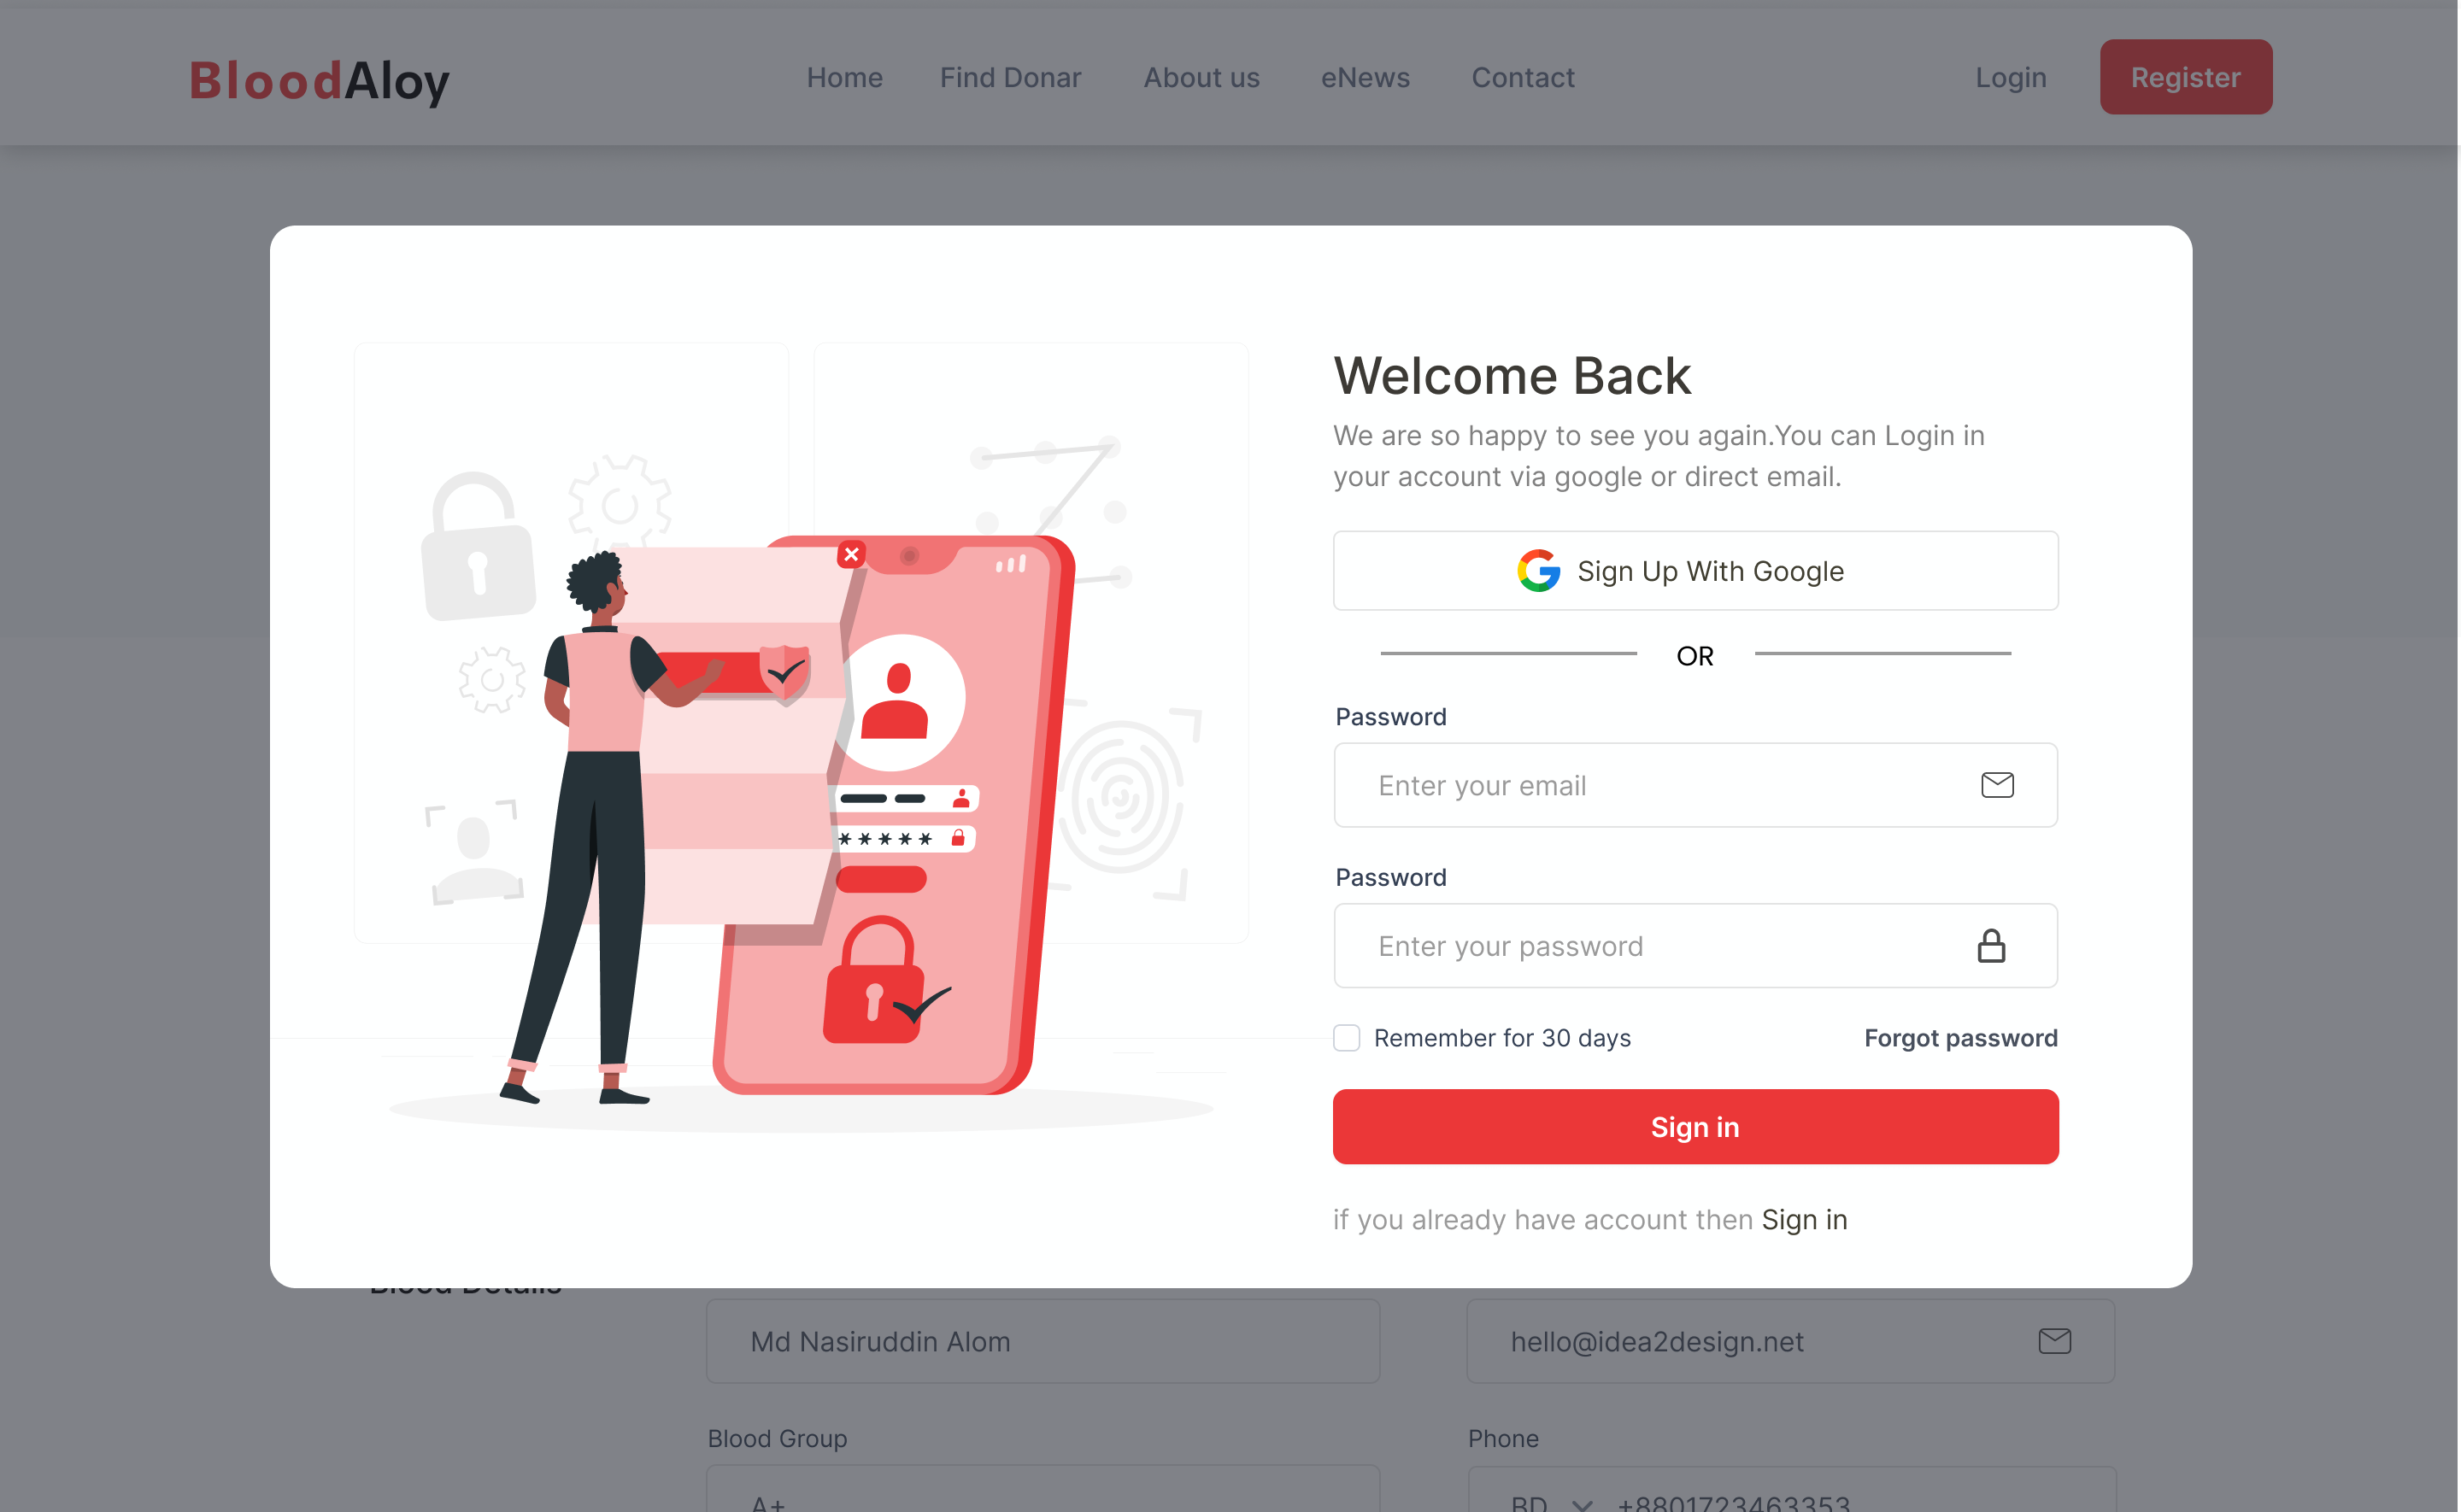 BloodAloy
Home Find Donar About us eNews Contact
Login Register
Welcome Back
We are so happy to see you again.You can Login in
your account via google or direct email.
Sign Up With Google
OR
Password
Enter your email
Password
*****
Enter your password
Remember for 30 days Forgot password
Sign in
if you already have account then Sign in
Blood Details
Md Nasiruddin Alom hello@idea2design.net
Blood Group Phone
A+ BD +8801723463353